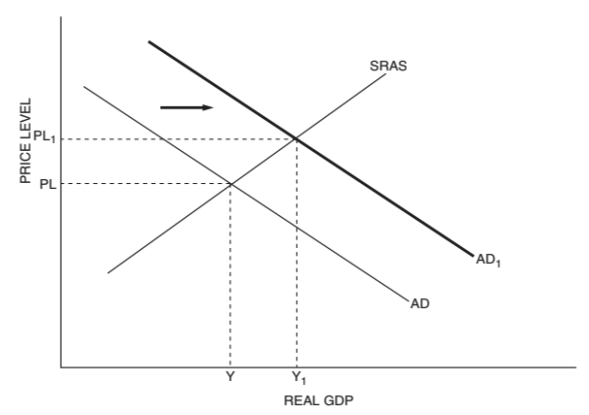 SRAS
PRICE LEVEL
PL1
PL
AD1
AD
Y
Y1
REAL GDP